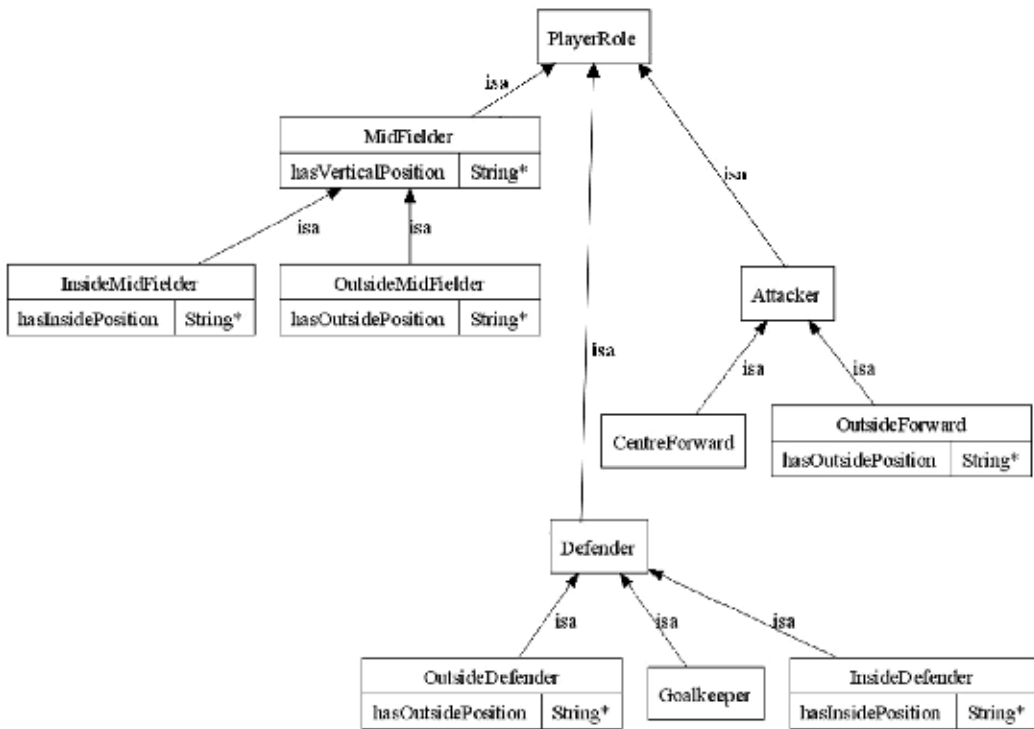 PlayerRole
isa
MidFielder
hasVerticalPosition String*
isa
isa
isa
InsideMidFielder
hasInsidePosition String*
OutsideMidFielder
hasOutsidePosition String*
Attacker
isa
isa
isa
CentreForward
OutsideForward
hasOutsidePosition String*
Defender
isa
isa
isa
OutsideDefender
hasOutsidePosition String*
Goalkeeper
InsideDefender
hasInsidePosition String*